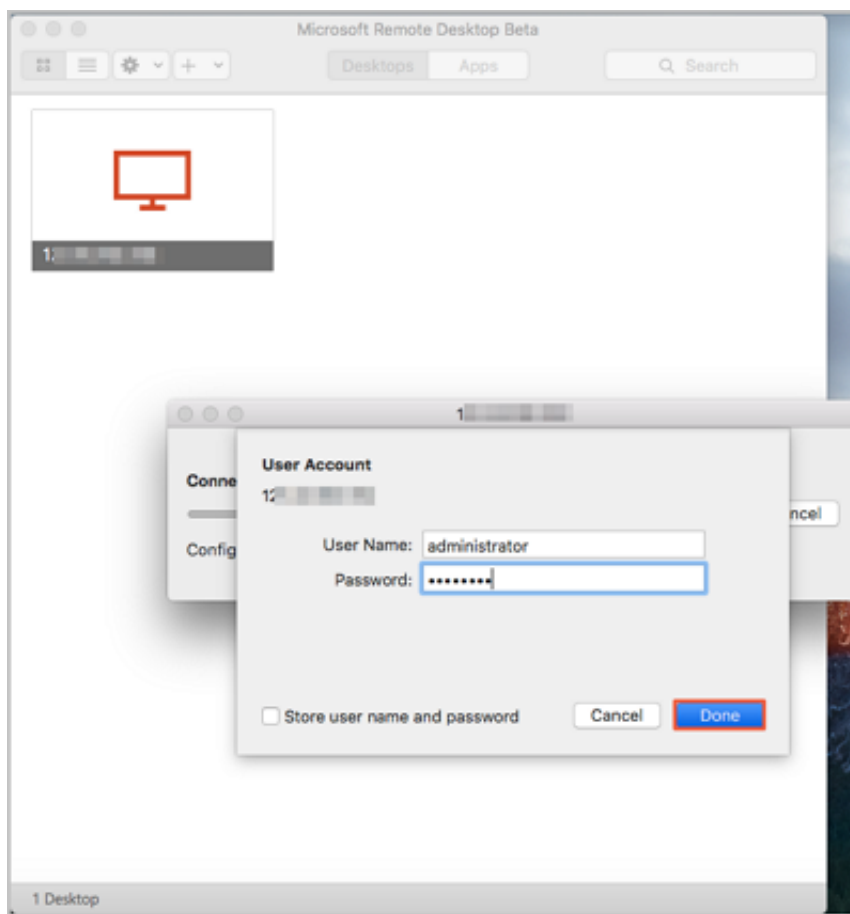 Microsoft Remote Desktop Beta
Desktops Apps Search
User Account
Conne
ncel
Config
User Name: administrator
Password: ••••••••
Store user name and password Cancel Done
1 Desktop